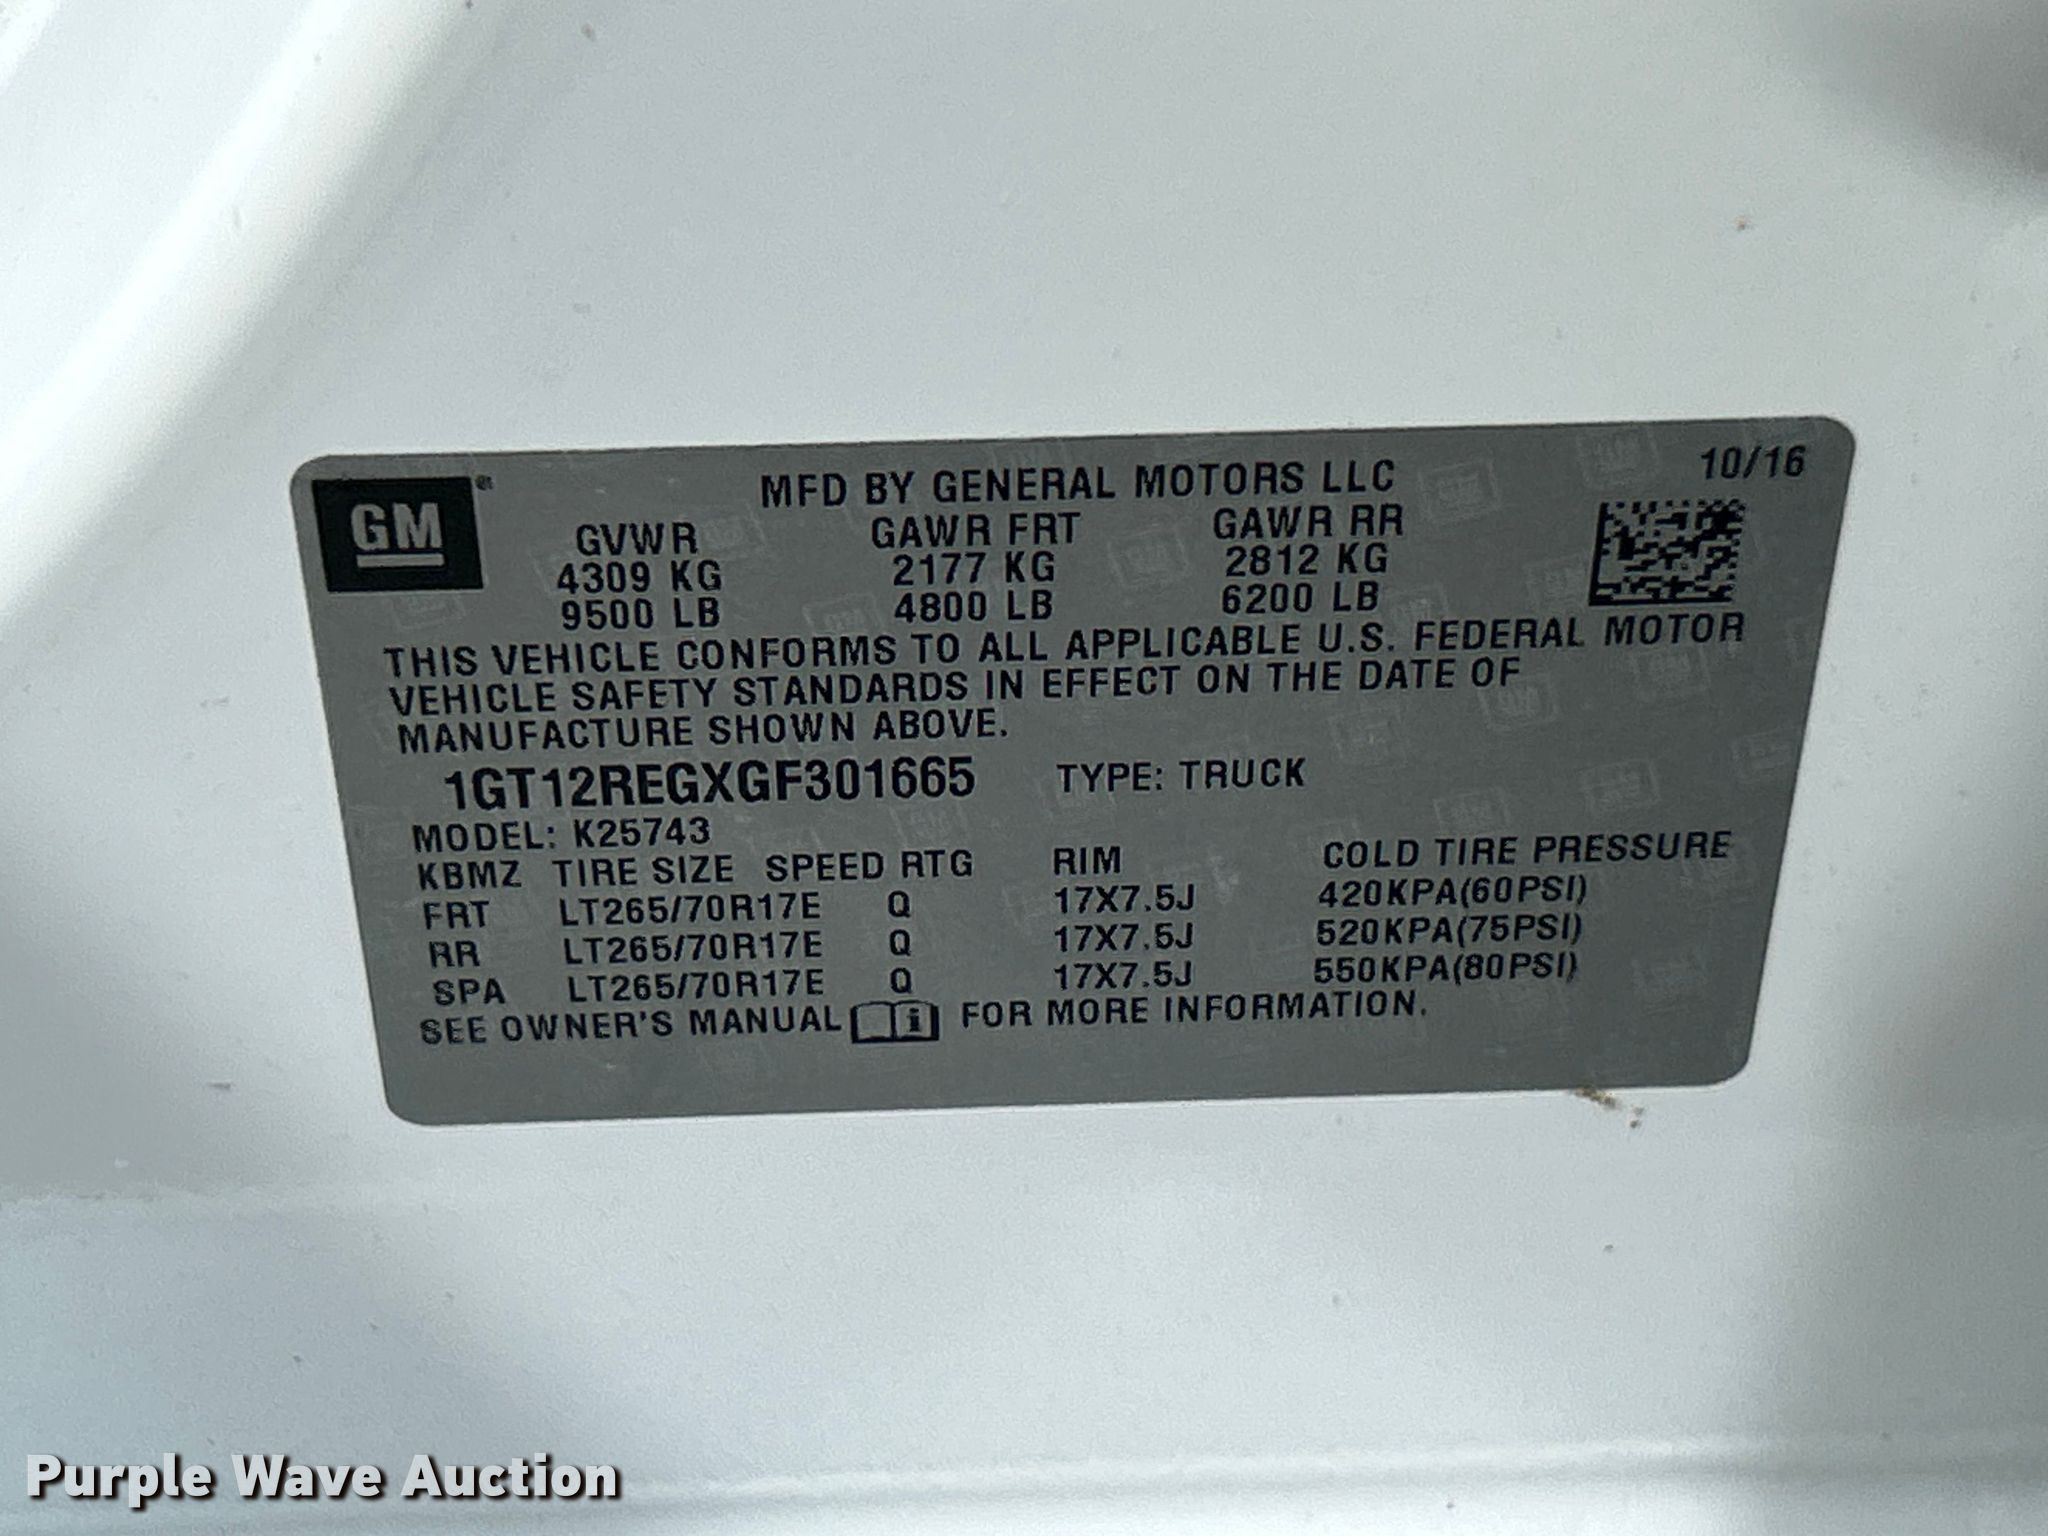 GM
MFD BY GENERAL MOTORS LLC
10/16
GVWR GAWR FRT GAWR RR
4309 KG 2177 KG 2812 KG
9500 LB 4800 LB 6200 LB
THIS VEHICLE CONFORMS TO ALL APPLICABLE U.S. FEDERAL MOTOR
VEHICLE SAFETY STANDARDS IN EFFECT ON THE DATE OF
MANUFACTURE SHOWN ABOVE.
1GT12REGXGF301665 TYPE: TRUCK
MODEL: K25743
KBMZ TIRE SIZE SPEED RTG RIM COLD TIRE PRESSURE
FRT LT265/70R17E Q 17X7.5J 420KPA(60PSI)
RR LT265/70R17E Q 17X7.5J 520KPA(75PSI)
SPA LT265/70R17E Q 17X7.5J 550KPA(80PSI)
SEE OWNER'S MANUAL i FOR MORE INFORMATION.
Purple Wave Auction